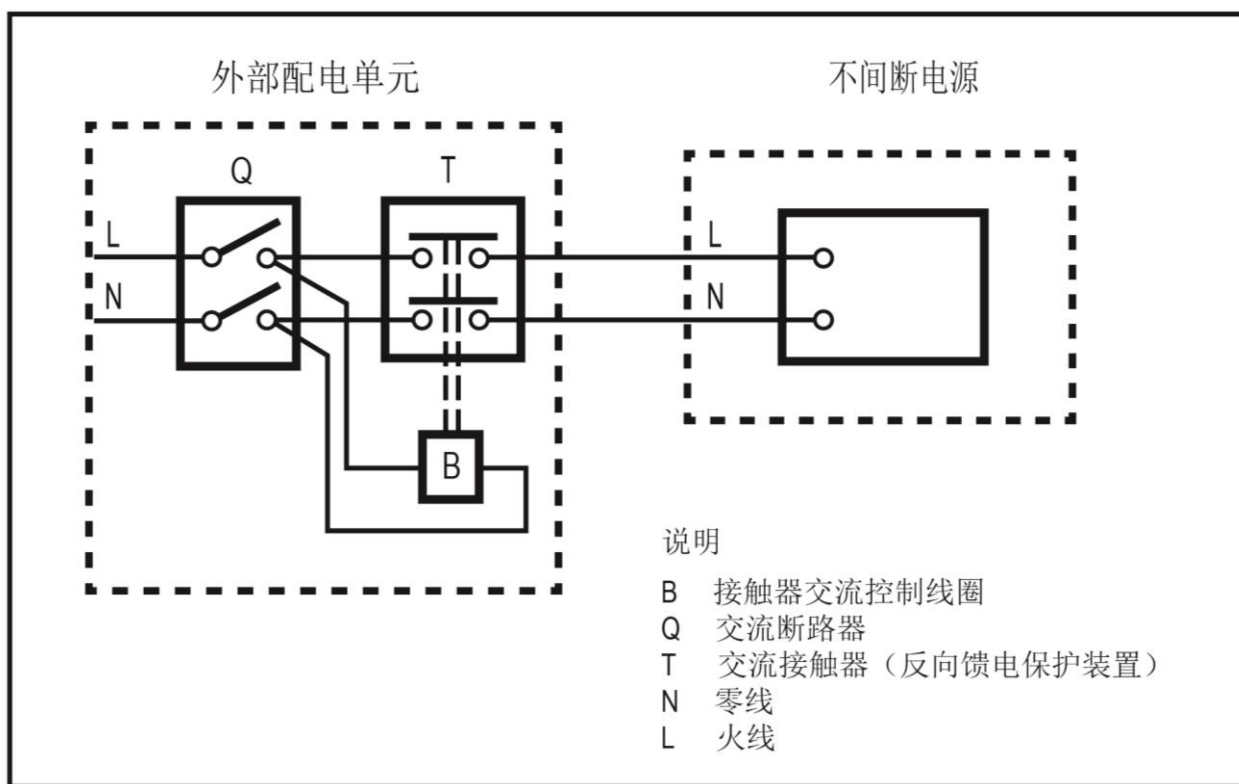 外部配电单元
不间断电源
Q
T
L
L
N
N
B
说明
B 接触器交流控制线圈
Q 交流断路器
T 交流接触器（反向馈电保护装置）
N 零线
L 火线